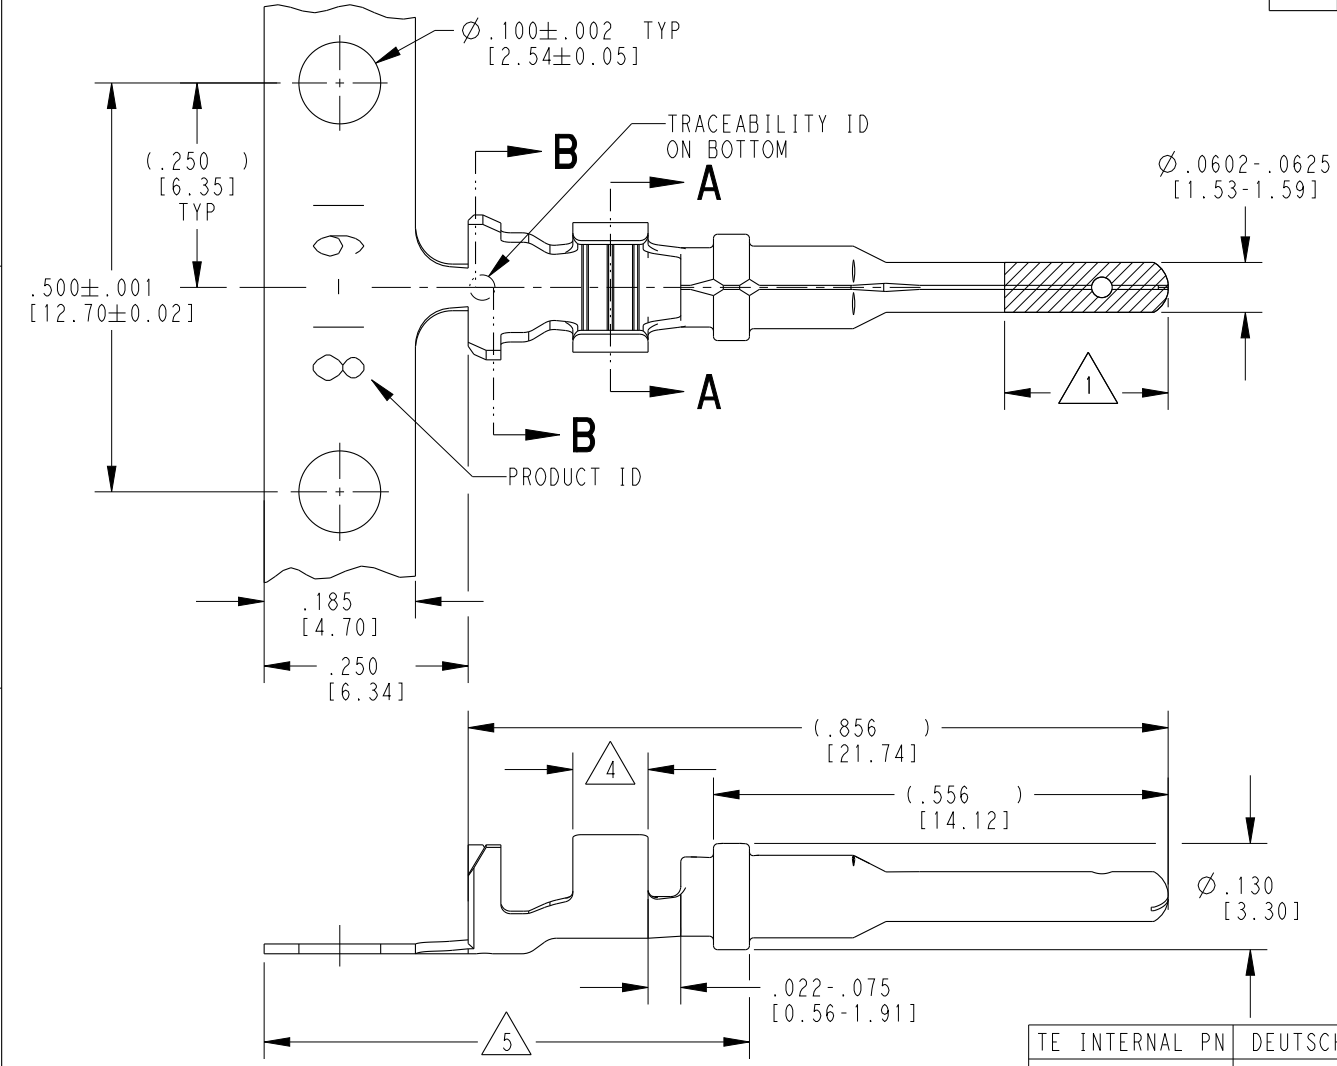 Ø.100±.002 TYP
[2.54±0.05]
TRACEABILITY ID
ON BOTTOM
B
A
(.250 )
[6.35]
TYP
Ø.0602-.0625
[1.53-1.59]
16
.500±.001
[12.70±0.02]
18
A
1
B
PRODUCT ID
.185
[4.70]
.250
[6.34]
(.856 )
[21.74]
4
(.556 )
[14.12]
Ø.130
[3.30]
.022-.075
[0.56-1.91]
5
TE INTERNAL PN DEUTSCH